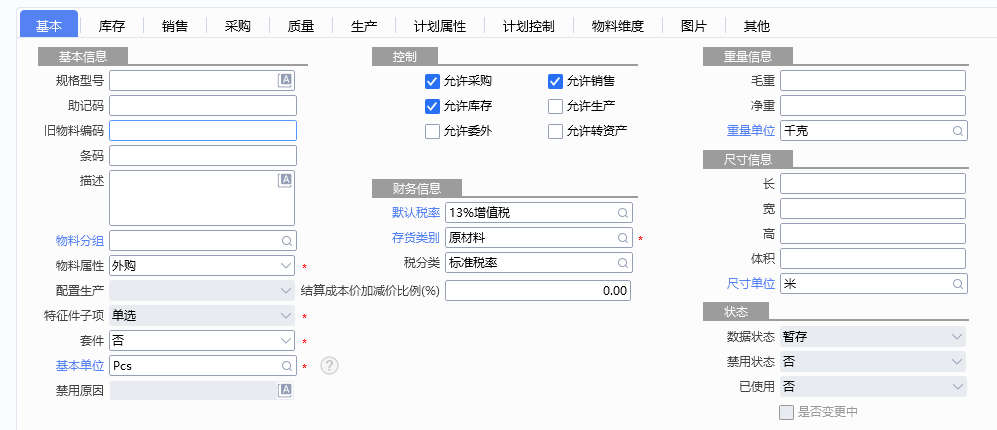 基本 库存 销售 采购 质量 生产 计划属性 计划控制 物料维度 图片 其他
基本信息
规格型号 A
助记码
旧物料编码
条码
描述 A
物料分组
物料属性 外购 *
配置生产
特征件子项 单选 *
套件 否 *
基本单位 Pcs * ?
禁用原因 A
控制
允许采购 允许销售
允许库存 允许生产
允许委外 允许转资产
财务信息
默认税率 13%增值税
存货类别 原材料 *
税分类 标准税率
结算成本价加减价比例(%) 0.00
重量信息
毛重
净重
重量单位 千克
尺寸信息
长
宽
高
体积
尺寸单位 米
状态
数据状态 暂存
禁用状态 否
已使用 否
是否变更中